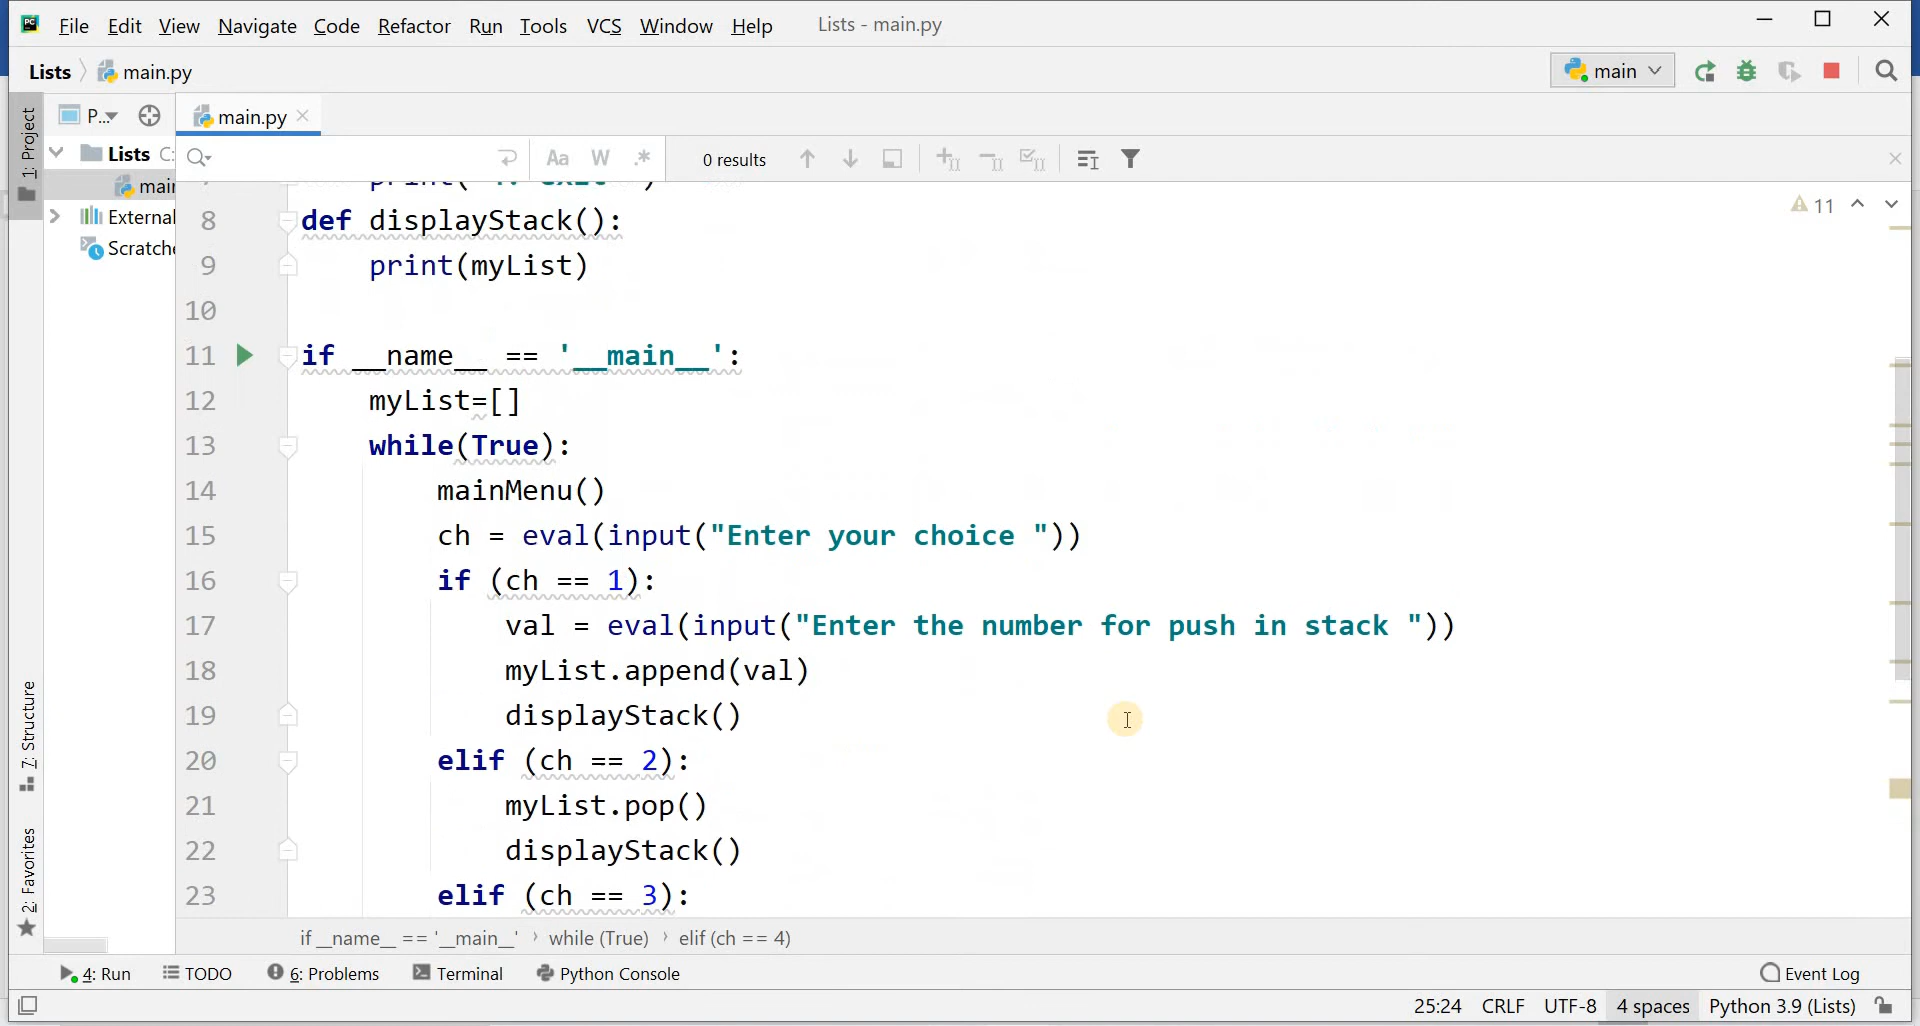 File Edit View Navigate Code Refactor Run Tools VCS Window Help Lists - main.py
Lists main.py main
1: Project P... main.py
Lists C:
Aa W .* 0 results
main
External
Scratche
print( 4. exit )
8 def displayStack(): 11
9 print(myList)
10
11 if __name__ == '__main__':
12 myList=[]
13 while(True):
14 mainMenu()
15 ch = eval(input("Enter your choice "))
16 if (ch == 1):
17 val = eval(input("Enter the number for push in stack "))
18 myList.append(val)
19 displayStack()
20 elif (ch == 2):
21 myList.pop()
22 displayStack()
23 elif (ch == 3):
7: Structure
2: Favorites
if __name__ == '__main__' › while (True) › elif (ch == 4)
4: Run TODO 6: Problems Terminal Python Console Event Log
25:24 CRLF UTF-8 4 spaces Python 3.9 (Lists)